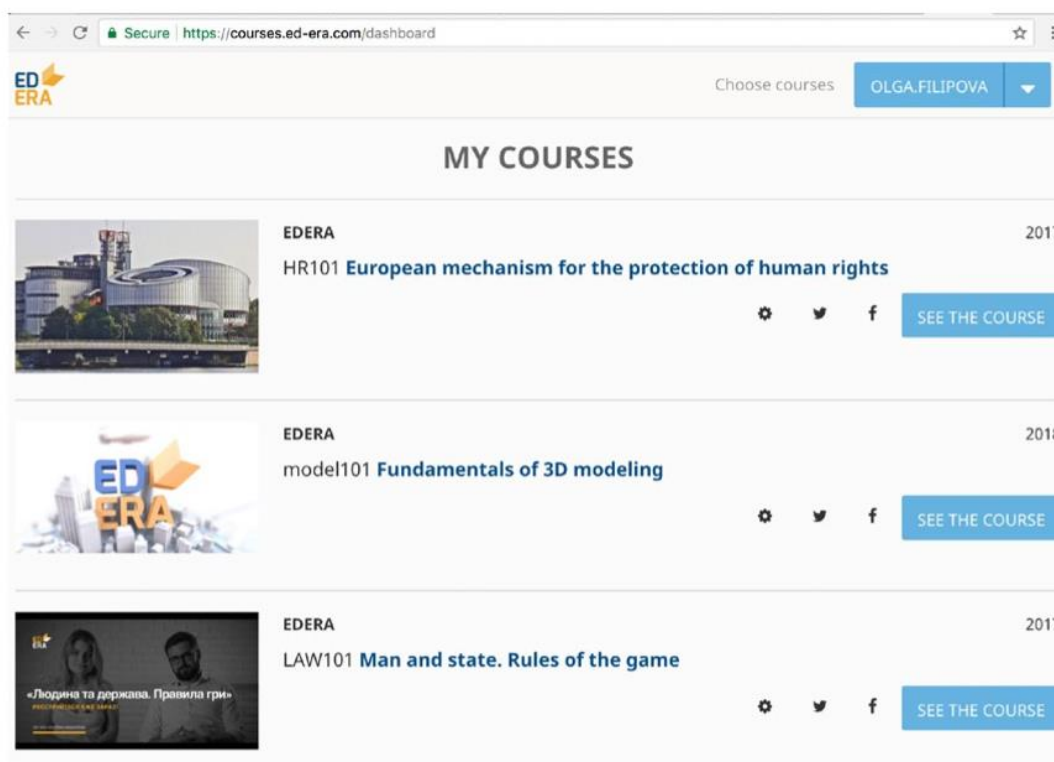 Secure https://courses.ed-era.com/dashboard
ED
ERA
Choose courses
OLGA.FILIPOVA
MY COURSES
EDERA
2017
HR101 European mechanism for the protection of human rights
SEE THE COURSE
ED
ERA
EDERA
2018
model101 Fundamentals of 3D modeling
SEE THE COURSE
ED
ERA
«Людина та держава. Правила гри»
EDERA
2017
LAW101 Man and state. Rules of the game
SEE THE COURSE